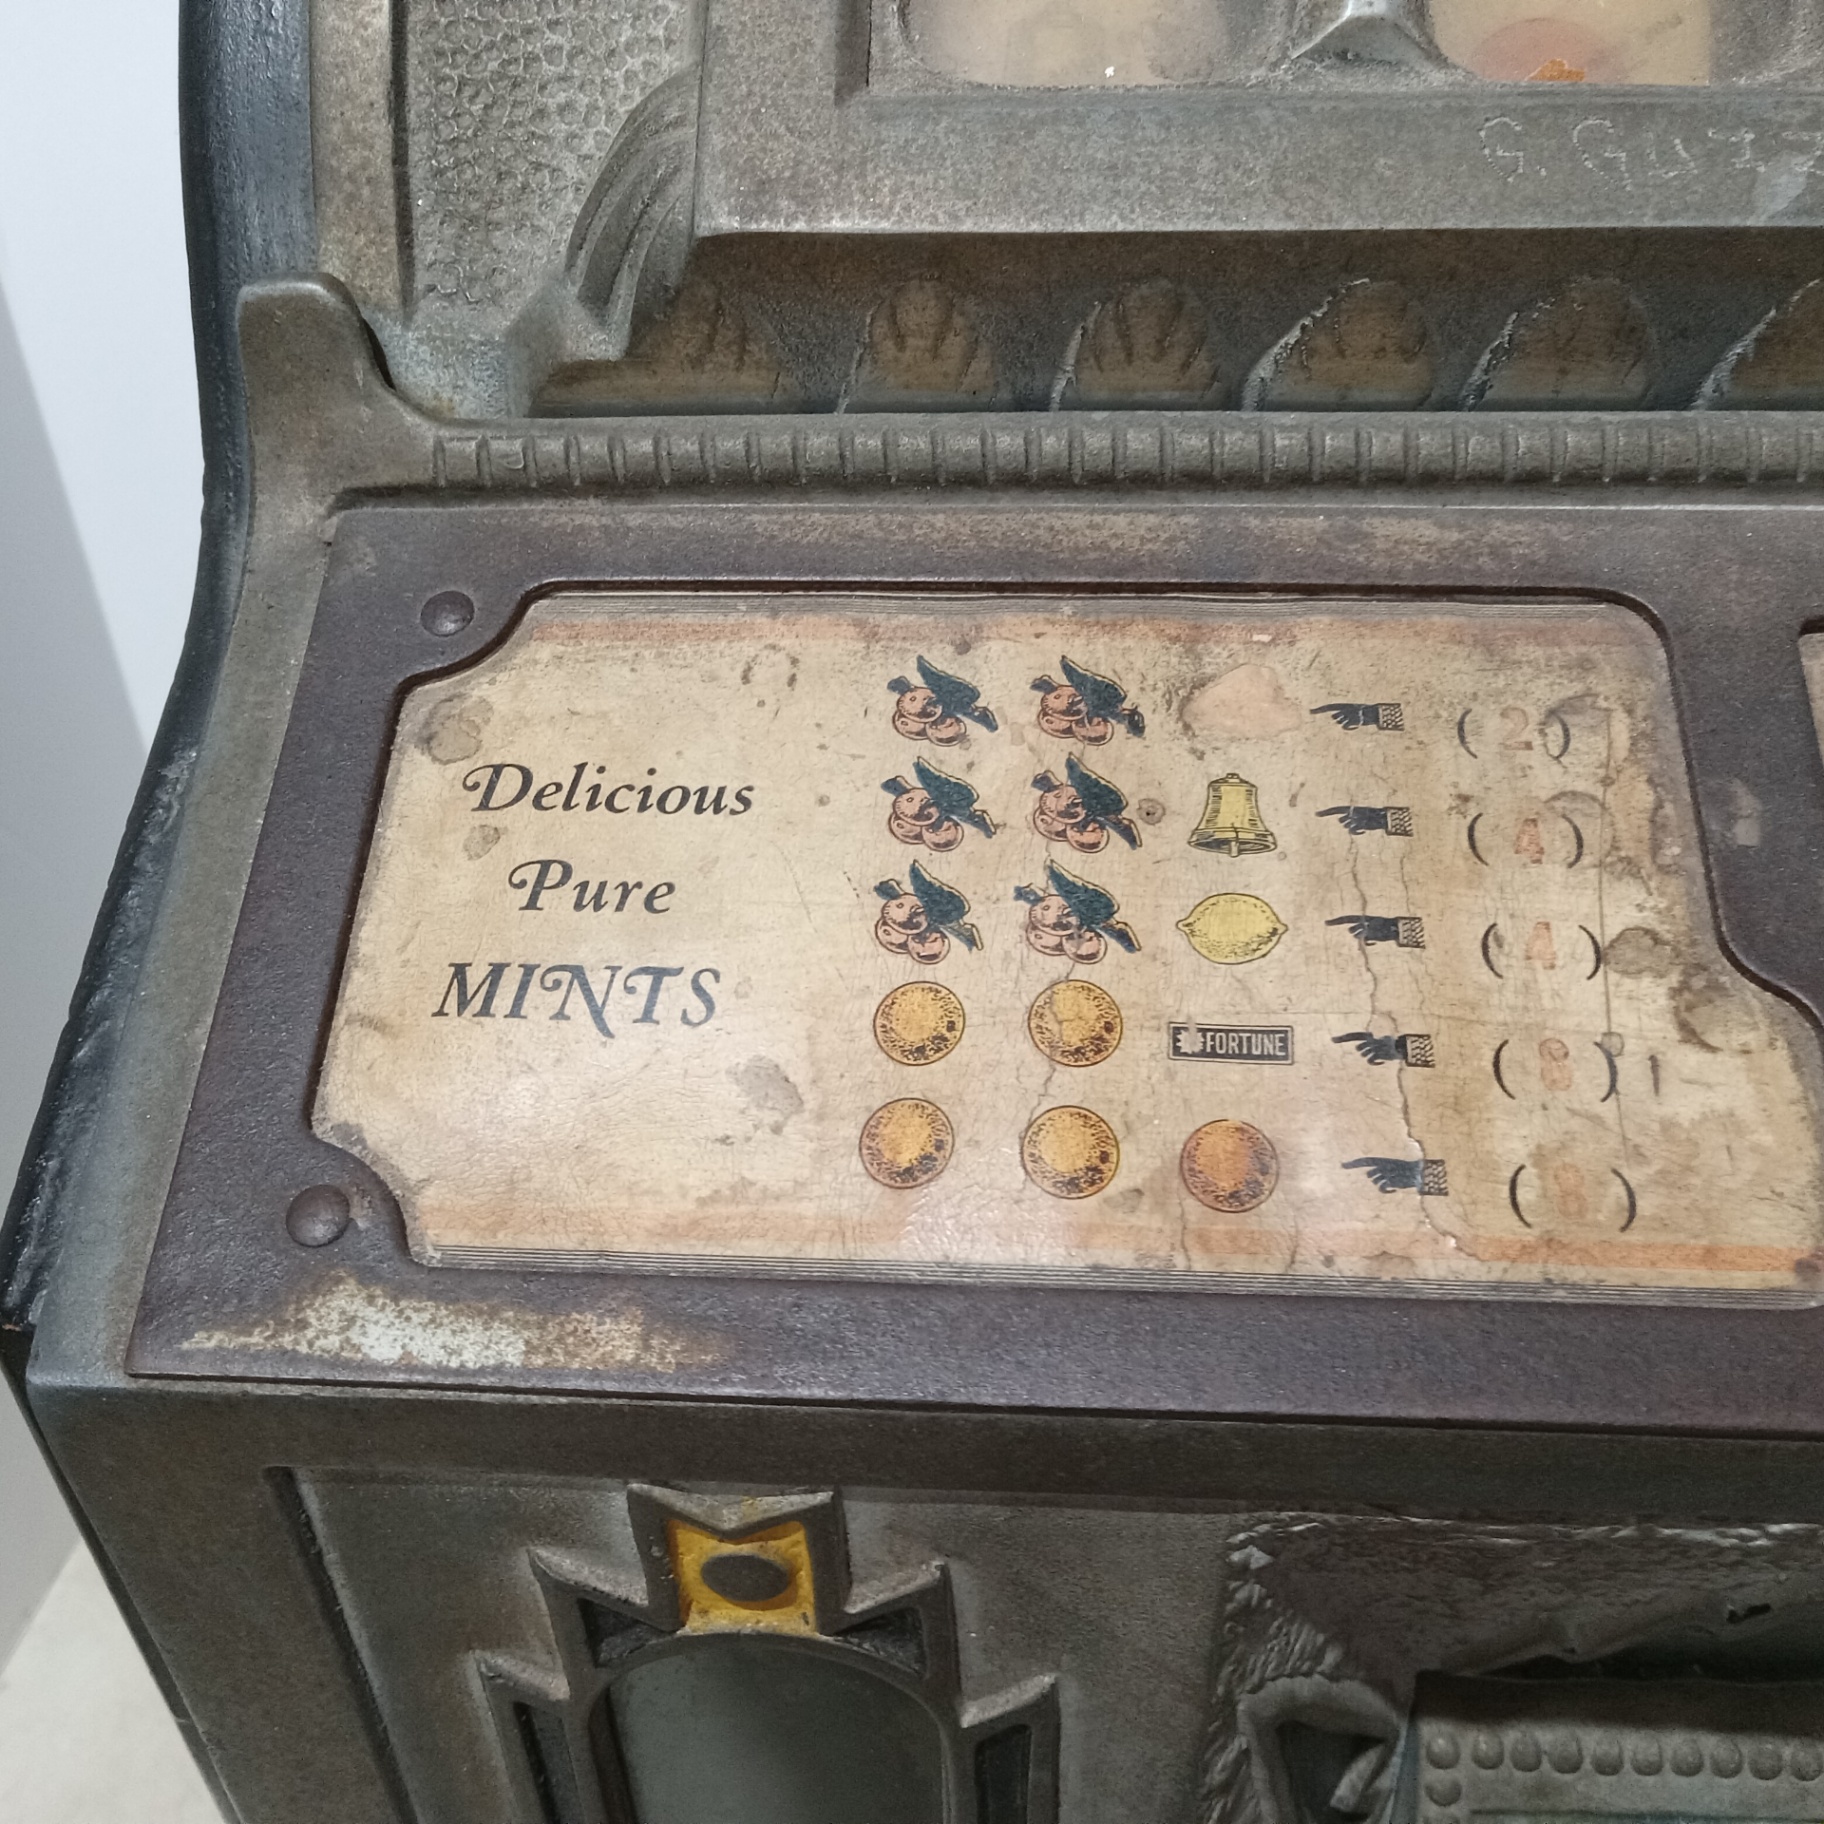 Delicious
Pure
MINTS
(2)
(4)
(4)
FORTUNE
(8)
(8)